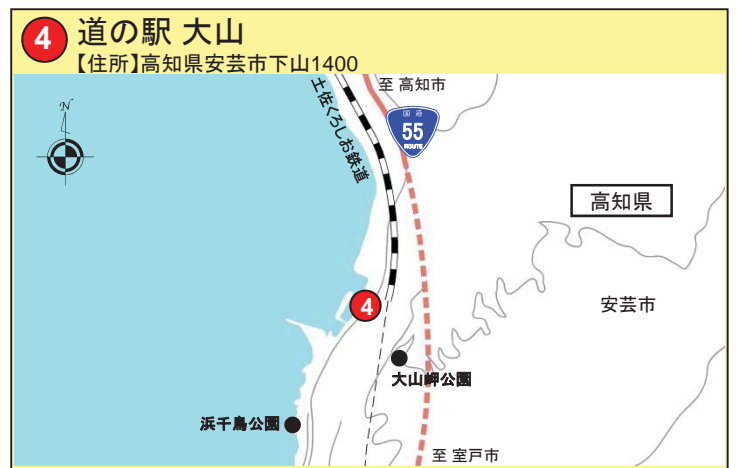 4 道の駅 大山
【住所】高知県安芸市下山1400
至 高知市
土佐くろしお鉄道
国道
55
ROUTE
N
高知県
安芸市
4
大山岬公園
浜千鳥公園
至 室戸市